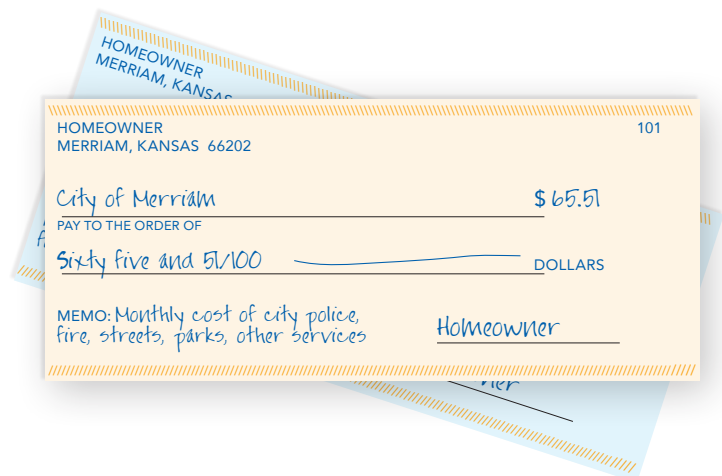 HOMEOWNER
MERRIAM, KANSAS
HOMEOWNER
101
MERRIAM, KANSAS 66202
City of Merriam
$ 65.51
PAY TO THE ORDER OF
Sixty five and 51/100
DOLLARS
MEMO: Monthly cost of city police,
fire, streets, parks, other services
Homeowner
ner